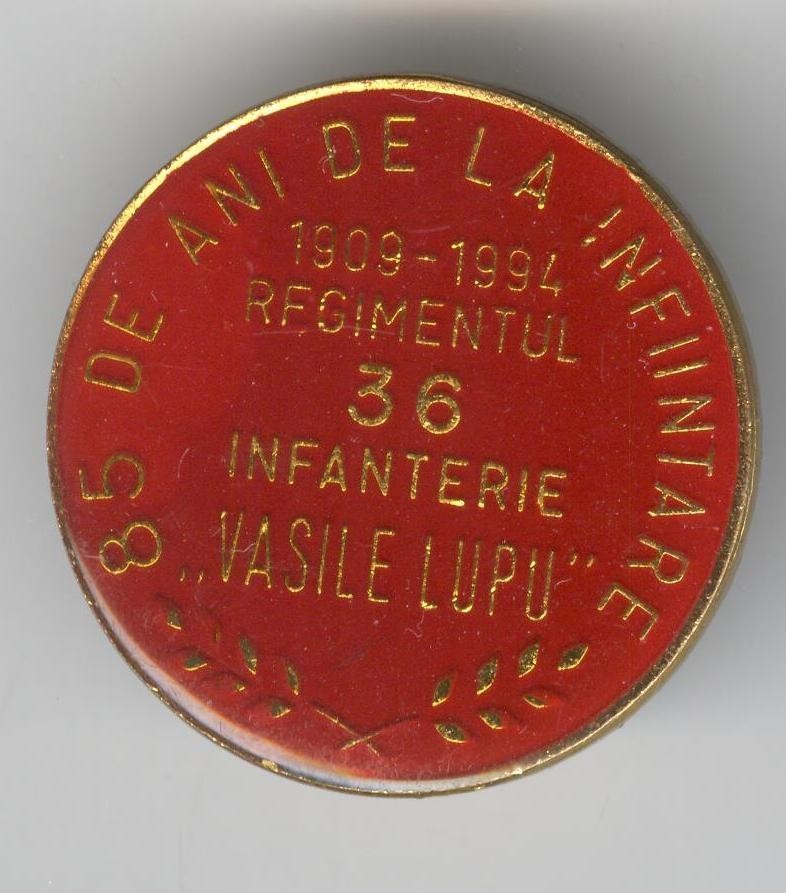 85 DE ANI DE LA INFIINTARE
1909-1994
REGIMENTUL
36
INFANTERIE
„VASILE LUPU”